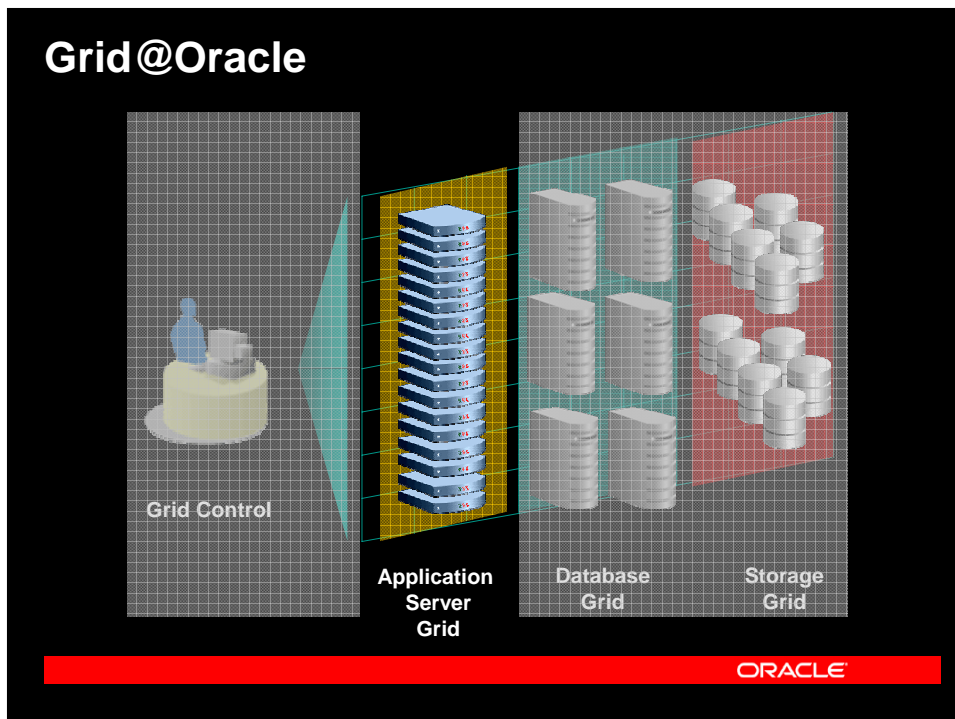 Grid@Oracle
Grid Control
Application
Server
Grid
Database
Grid
Storage
Grid
ORACLE